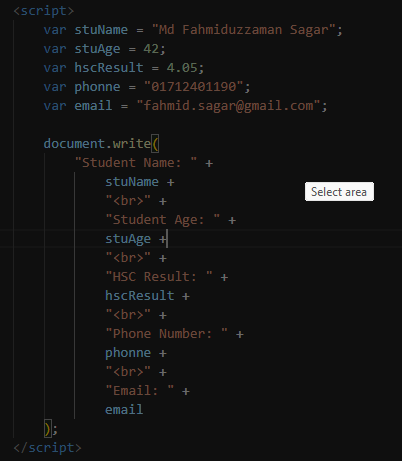 <script>
var stuName = "Md Fahmiduzzaman Sagar";
var stuAge = 42;
var hscResult = 4.05;
var phonne = "01712401190";
var email = "fahmid.sagar@gmail.com";
document.write(
"Student Name: " +
stuName +
"<br>" +
"Student Age: " +
stuAge +
"<br>" +
"HSC Result: " +
hscResult +
"<br>" +
"Phone Number: " +
phonne +
"<br>" +
"Email: " +
email
);
</script>
Select area